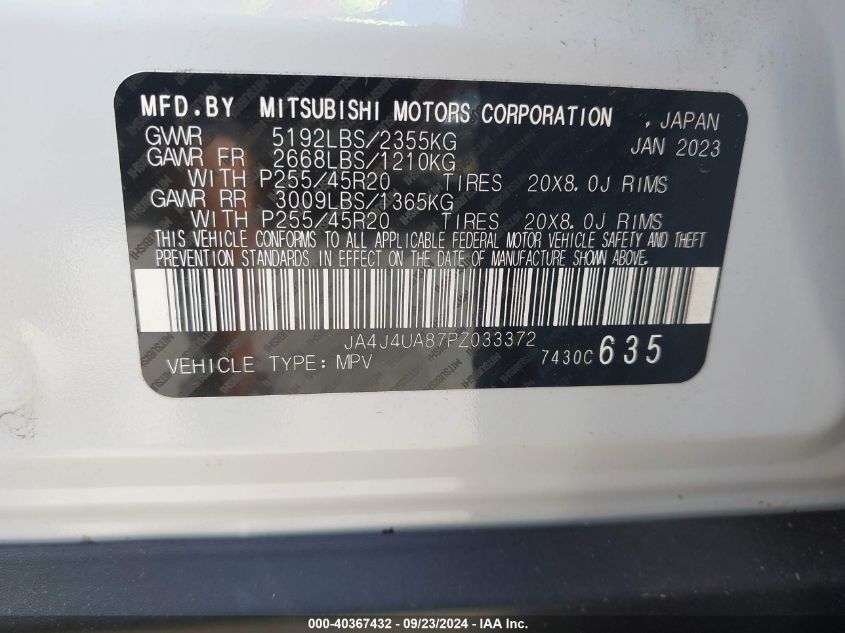 MFD.BY MITSUBISHI MOTORS CORPORATION , JAPAN
GVWR 5192LBS/2355KG JAN 2023
GAWR FR 2668LBS/1210KG
WITH P255/45R20 TIRES 20X8.0J RIMS
GAWR RR 3009LBS/1365KG
WITH P255/45R20 TIRES 20X8.0J RIMS
THIS VEHICLE CONFORMS TO ALL APPLICABLE FEDERAL MOTOR VEHICLE SAFETY AND THEFT
PREVENTION STANDARDS IN EFFECT ON THE DATE OF MANUFACTURE SHOWN ABOVE.
JA4J4UA87PZ033372
VEHICLE TYPE: MPV 7430C 635
000-40367432 - 09/23/2024 - IAAI Inc.